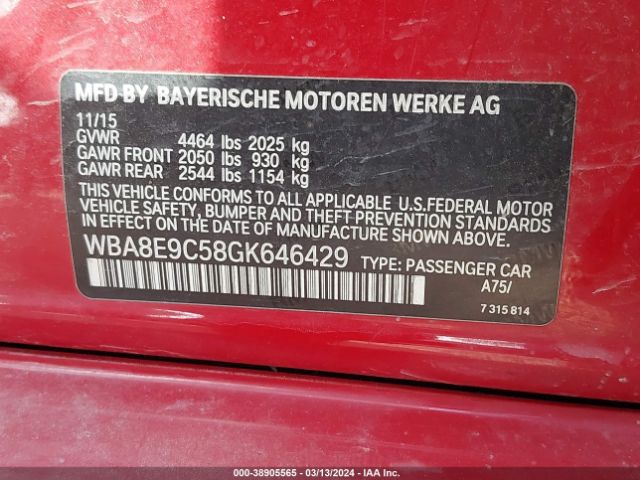 MFD BY BAYERISCHE MOTOREN WERKE AG
11/15
GVWR 4464 lbs 2025 kg
GAWR FRONT 2050 lbs 930 kg
GAWR REAR 2544 lbs 1154 kg
THIS VEHICLE CONFORMS TO ALL APPLICABLE U.S.FEDERAL MOTOR
VEHICLE SAFETY, BUMPER AND THEFT PREVENTION STANDARDS
IN EFFECT ON THE DATE OF MANUFACTURE SHOWN ABOVE.
WBA8E9C58GK646429 TYPE: PASSENGER CAR
A75/
7 315 814
000-38905565 - 03/13/2024 - IAA Inc.